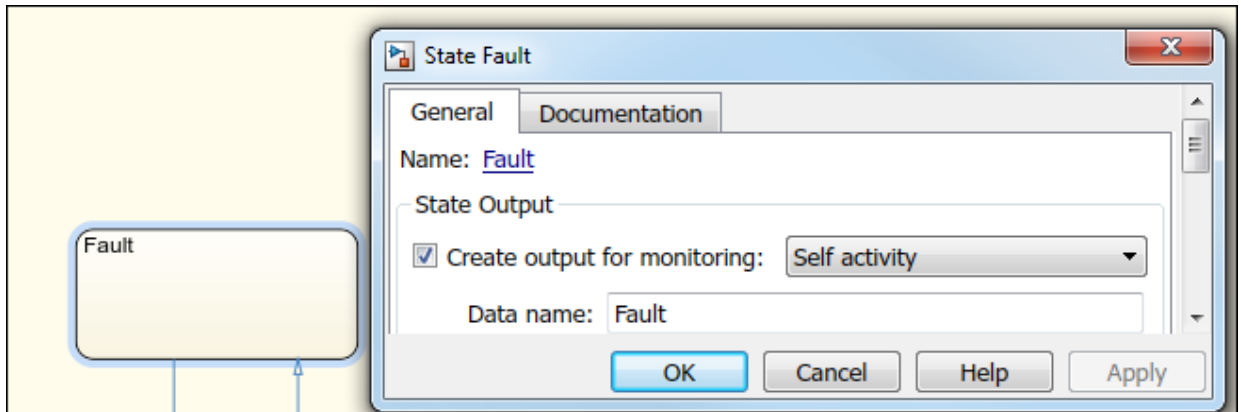 State Fault
General Documentation
Name: Fault
State Output
Create output for monitoring: Self activity
Data name: Fault
OK Cancel Help Apply
Fault